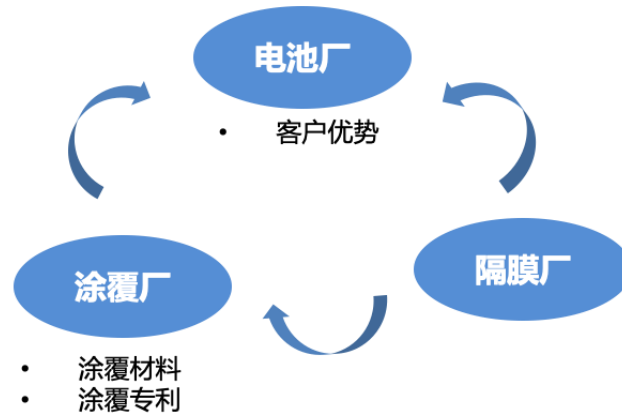 电池厂
• 客户优势
隔膜厂
涂覆厂
• 涂覆材料
• 涂覆专利